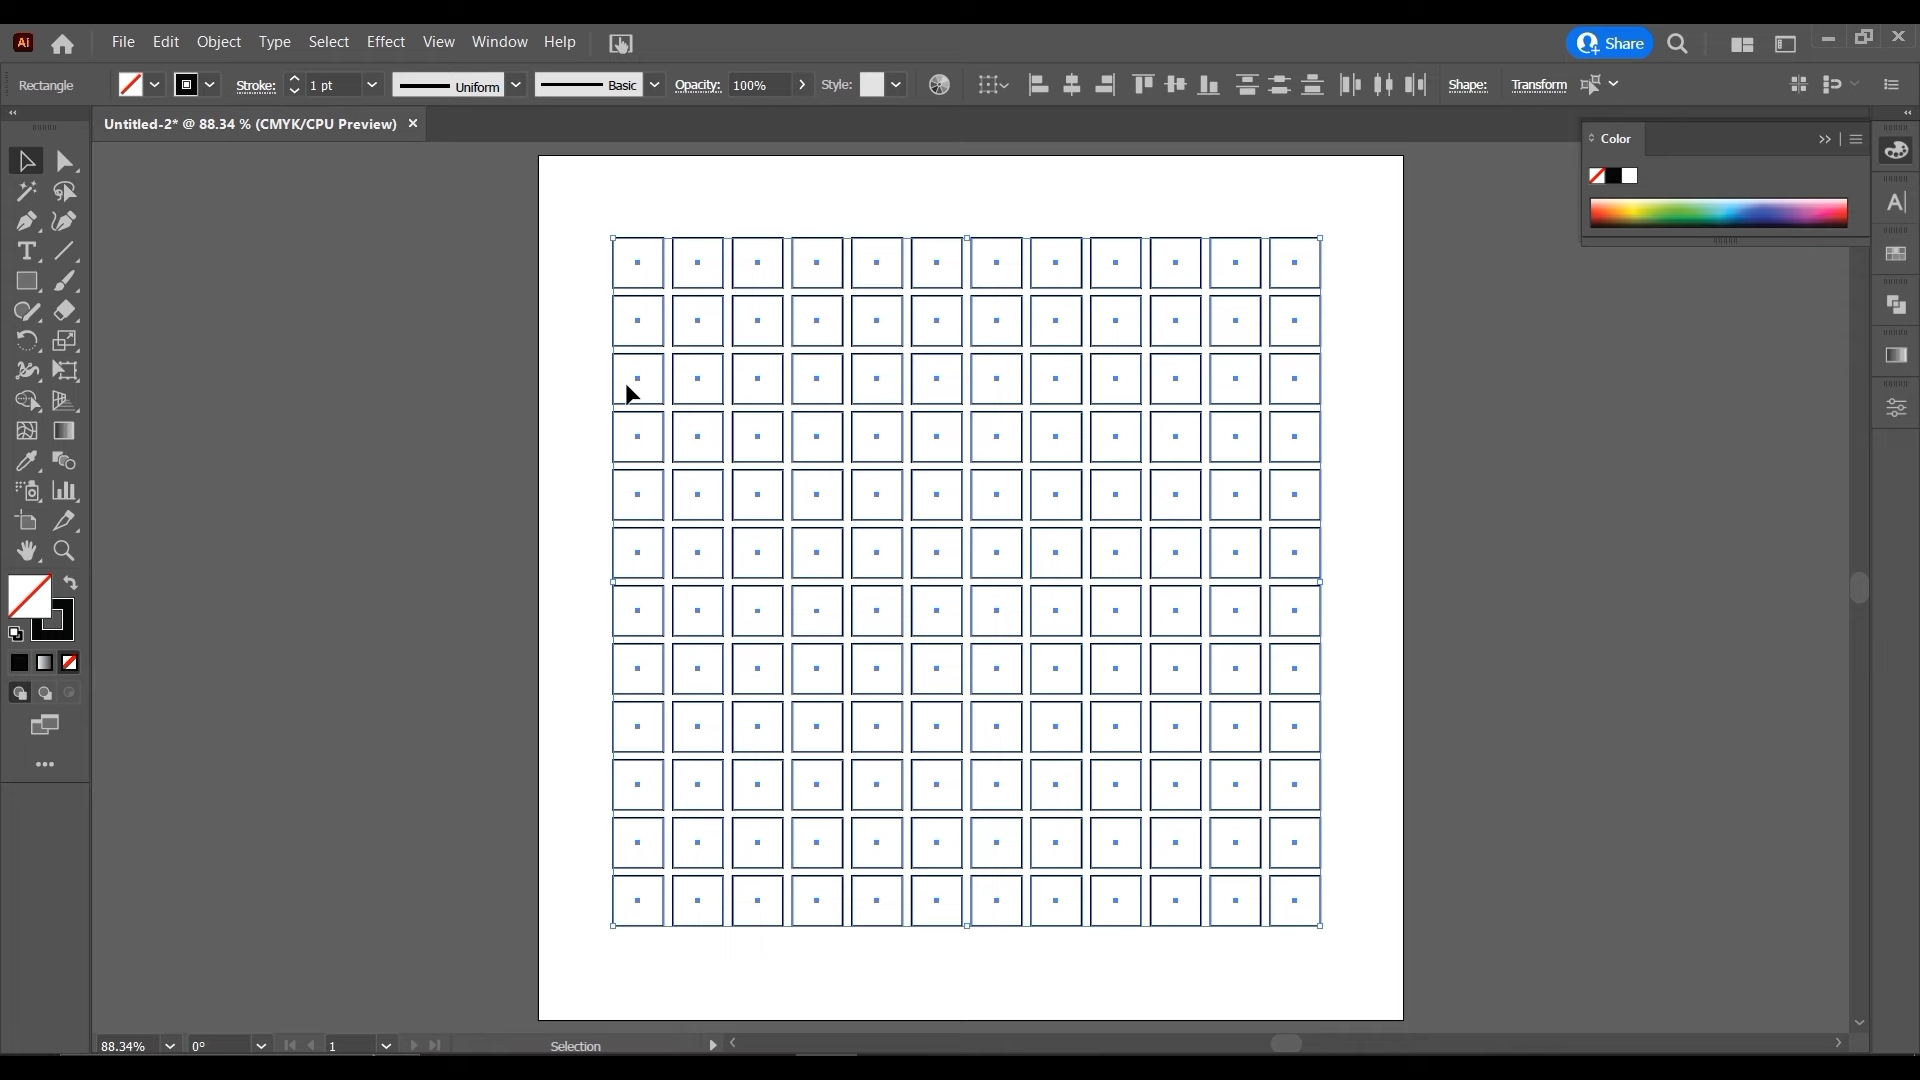 Ai File Edit Object Type Select Effect View Window Help Share
Rectangle Stroke: 1 pt Uniform Basic Opacity: 100% Style: Shape: Transform
Untitled-2* @ 88.34 % (CMYK/CPU Preview)
Color
88.34% 0° 1 Selection